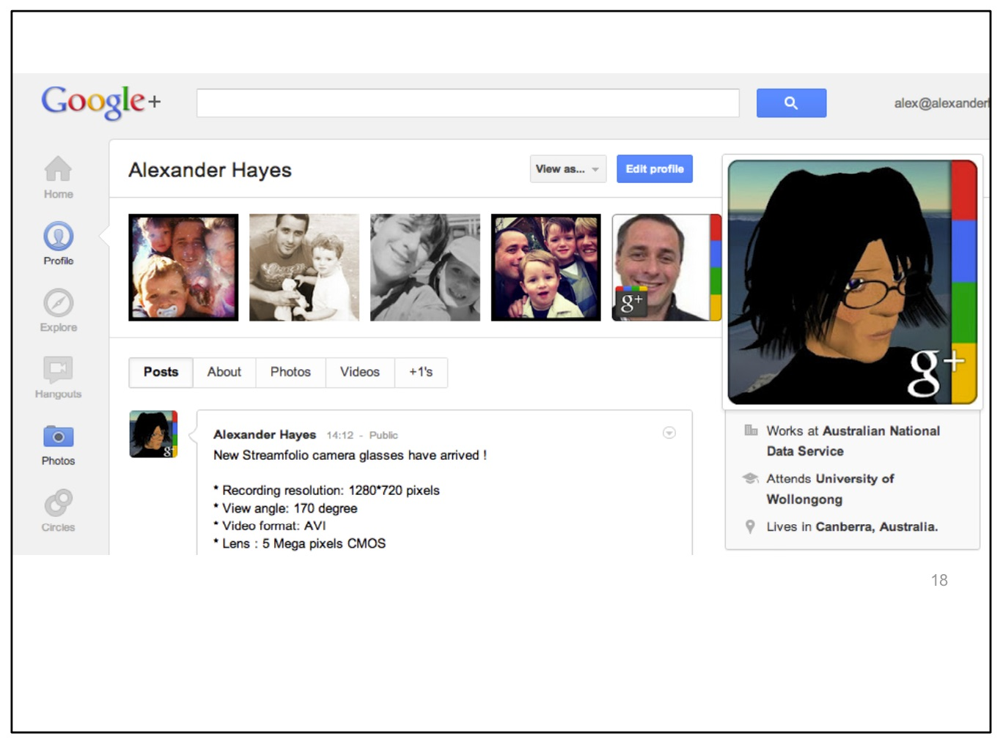 Google+
alex@alexander
Home
Alexander Hayes
View as...
Edit profile
Profile
g+
Explore
g+
Posts
About
Photos
Videos
+1's
Hangouts
Alexander Hayes 14:12 - Public
g
New Streamfolio camera glasses have arrived !
Works at Australian National
Data Service
Photos
* Recording resolution: 1280*720 pixels
* View angle: 170 degree
* Video format: AVI
* Lens : 5 Mega pixels CMOS
Attends University of
Wollongong
Circles
Lives in Canberra, Australia.
18